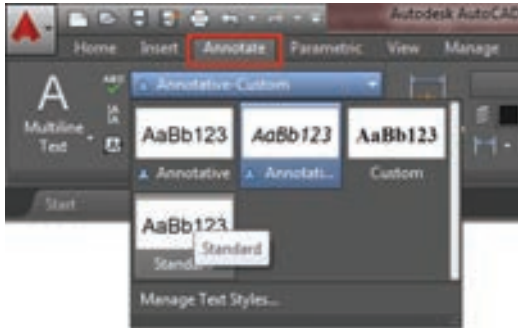 Autodesk AutoCAD
Home Insert Annotate Parametric View Manage
Annotative-Custom
A
Multiline
Text
AaBb123 AaBb123 AaBb123
Annotative Annotati... Custom
Start
AaBb123
Standard
Standard
Manage Text Styles...